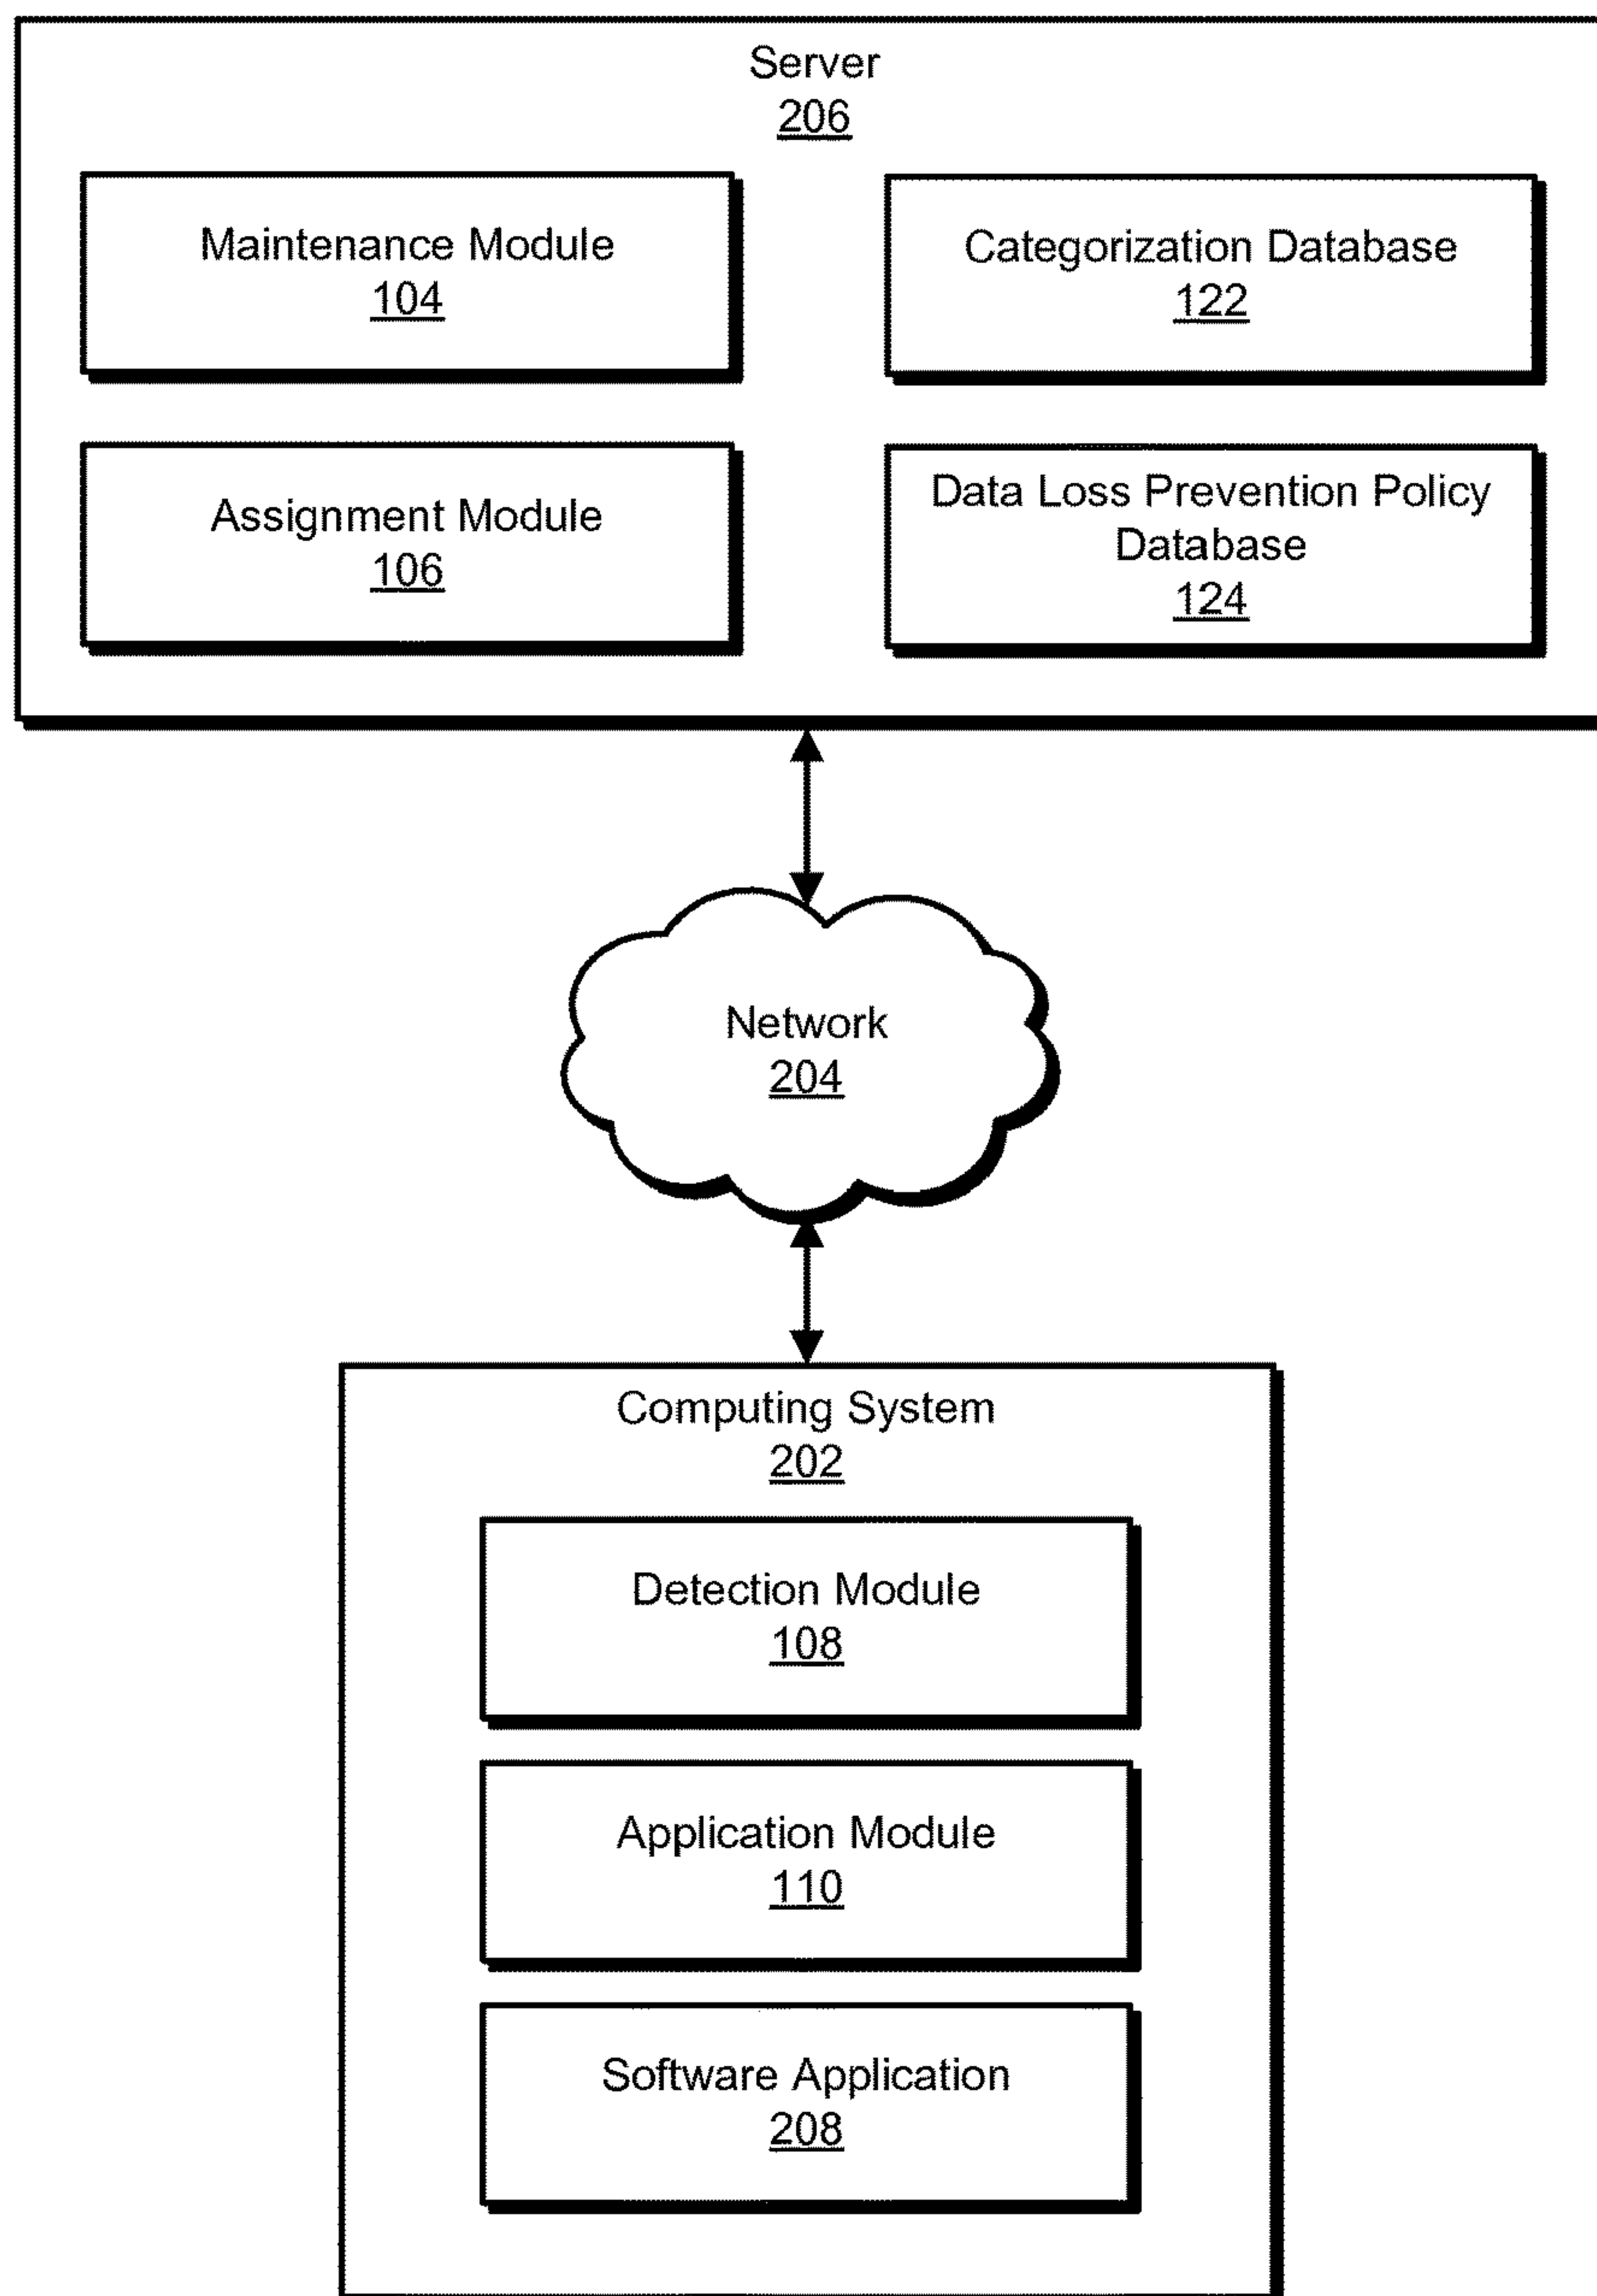 Server
206
Maintenance Module
104
Categorization Database
122
Assignment Module
106
Data Loss Prevention Policy
Database
124
Network
204
Computing System
202
Detection Module
108
Application Module
110
Software Application
208